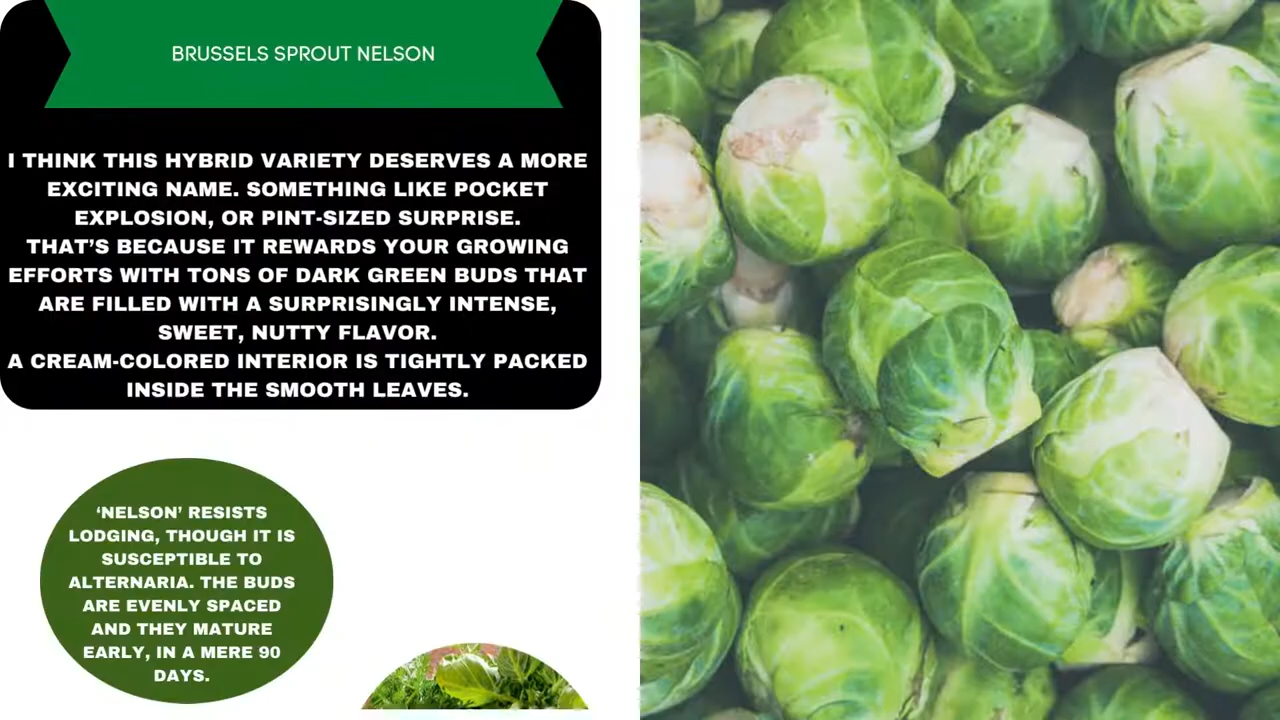 BRUSSELS SPROUT NELSON
I THINK THIS HYBRID VARIETY DESERVES A MORE
EXCITING NAME. SOMETHING LIKE POCKET
EXPLOSION, OR PINT-SIZED SURPRISE.
THAT’S BECAUSE IT REWARDS YOUR GROWING
EFFORTS WITH TONS OF DARK GREEN BUDS THAT
ARE FILLED WITH A SURPRISINGLY INTENSE,
SWEET, NUTTY FLAVOR.
A CREAM-COLORED INTERIOR IS TIGHTLY PACKED
INSIDE THE SMOOTH LEAVES.
‘NELSON’ RESISTS
LODGING, THOUGH IT IS
SUSCEPTIBLE TO
ALTERNARIA. THE BUDS
ARE EVENLY SPACED
AND THEY MATURE
EARLY, IN A MERE 90
DAYS.